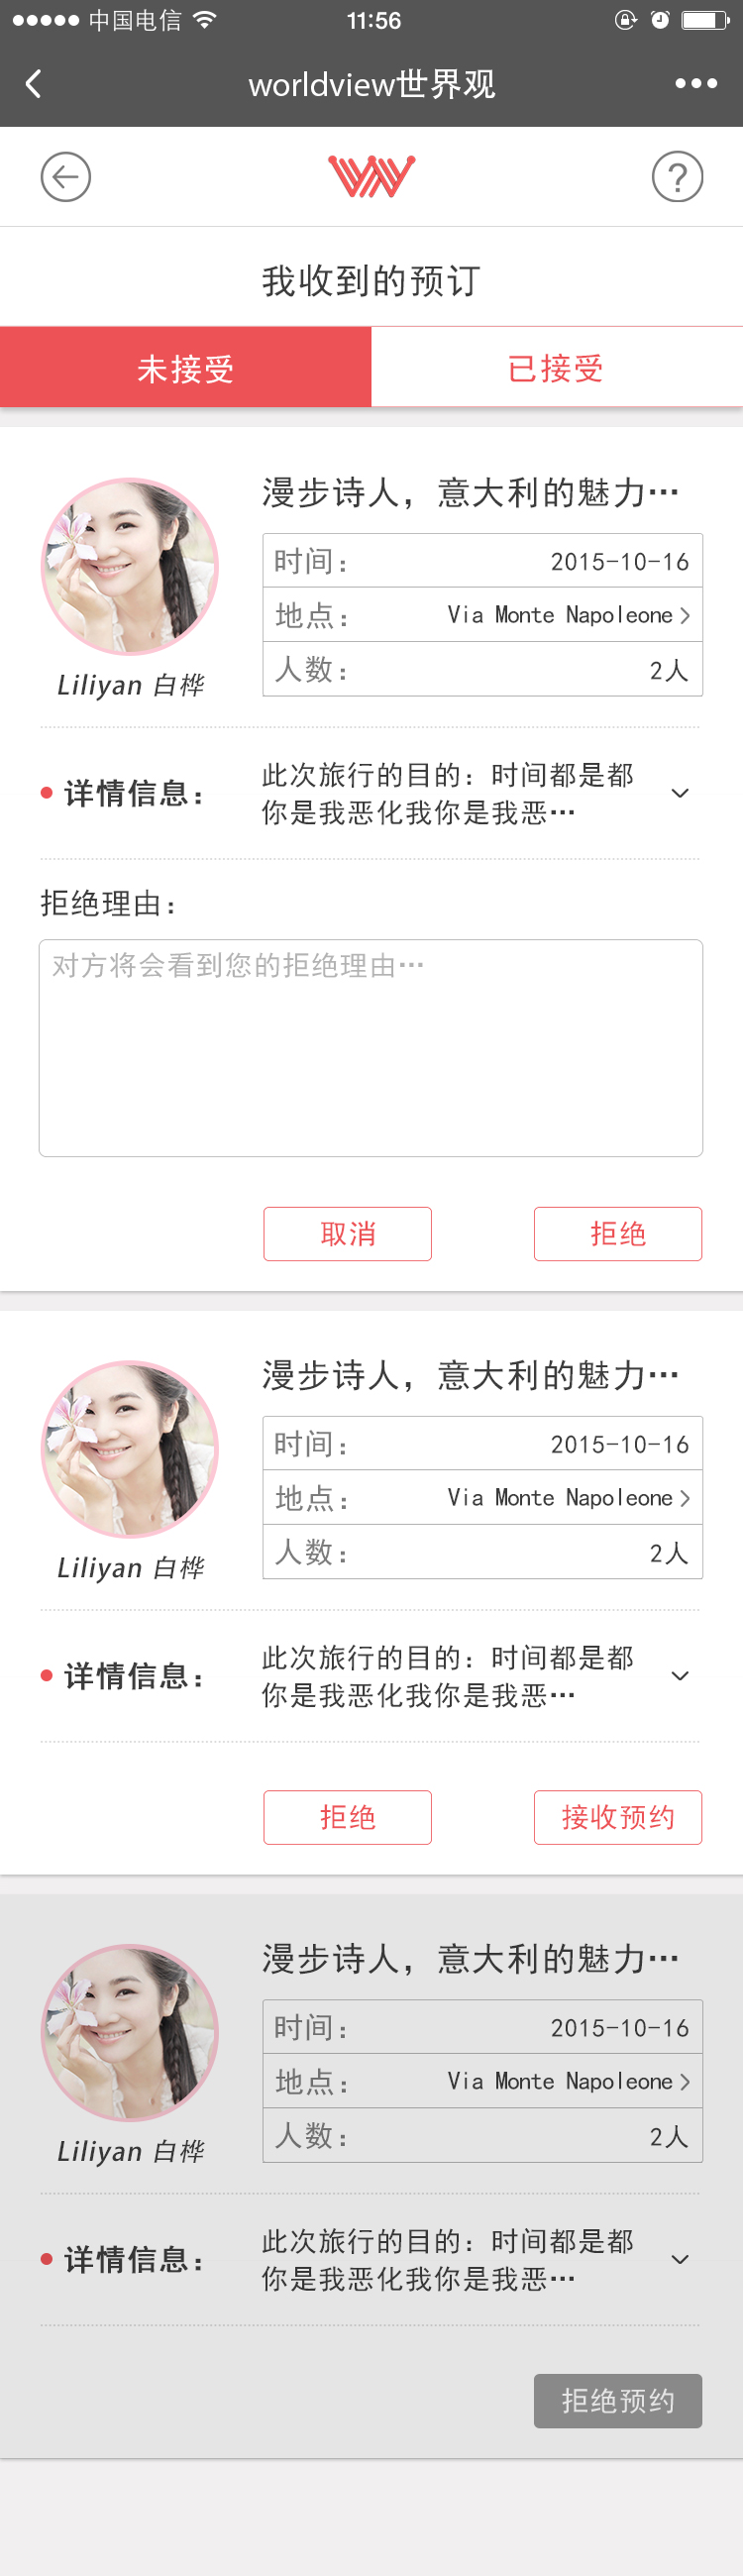 中国电信 11:56
worldview世界观
?
我收到的预订
未接受 已接受
漫步诗人，意大利的魅力…
时间： 2015-10-16
地点： Via Monte Napoleone
人数： 2人
Liliyan 白桦
详情信息：
此次旅行的目的：时间都是都
你是我恶化我你是我恶…
拒绝理由：
对方将会看到您的拒绝理由…
取消 拒绝
漫步诗人，意大利的魅力…
时间： 2015-10-16
地点： Via Monte Napoleone
人数： 2人
Liliyan 白桦
详情信息：
此次旅行的目的：时间都是都
你是我恶化我你是我恶…
拒绝 接收预约
漫步诗人，意大利的魅力…
时间： 2015-10-16
地点： Via Monte Napoleone
人数： 2人
Liliyan 白桦
详情信息：
此次旅行的目的：时间都是都
你是我恶化我你是我恶…
拒绝预约